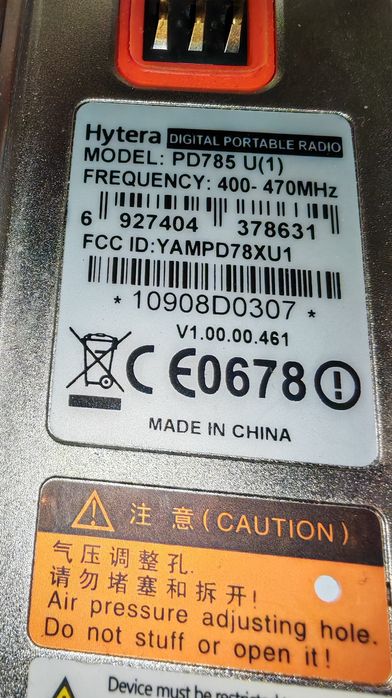 Hytera DIGITAL PORTABLE RADIO
MODEL: PD785 U(1)
FREQUENCY: 400- 470MHz
6 927404 378631
FCC ID:YAMPD78XU1
*10908D0307*
V1.00.00.461
CE0678
MADE IN CHINA
注意(CAUTION)
气压调整孔.
请勿堵塞和拆开!
Air pressure adjusting hole.
Do not stuff or open it!
Device must be